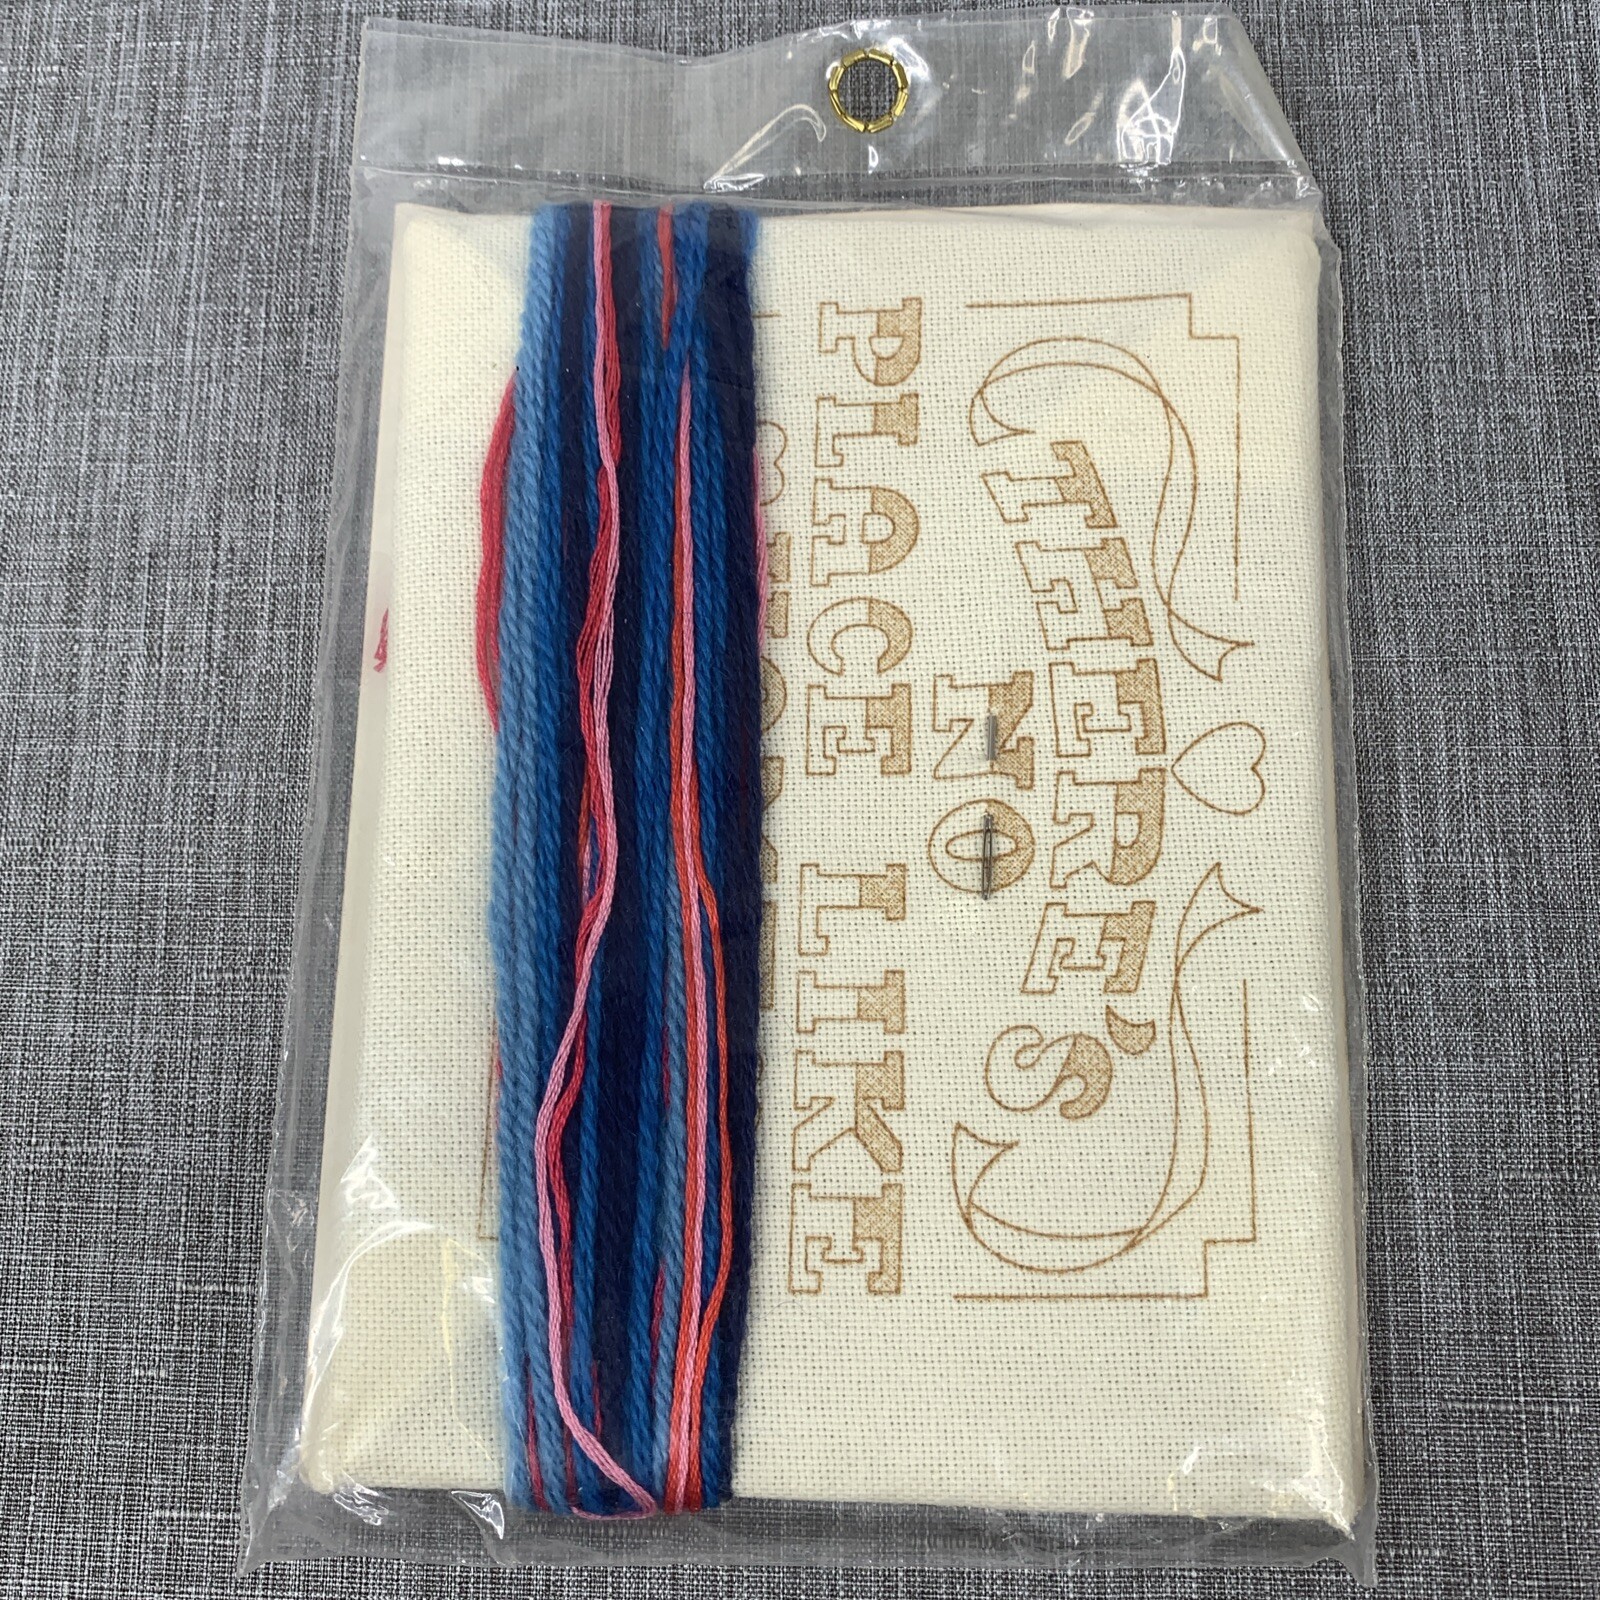 THERE'S
NO
PLACE LIKE